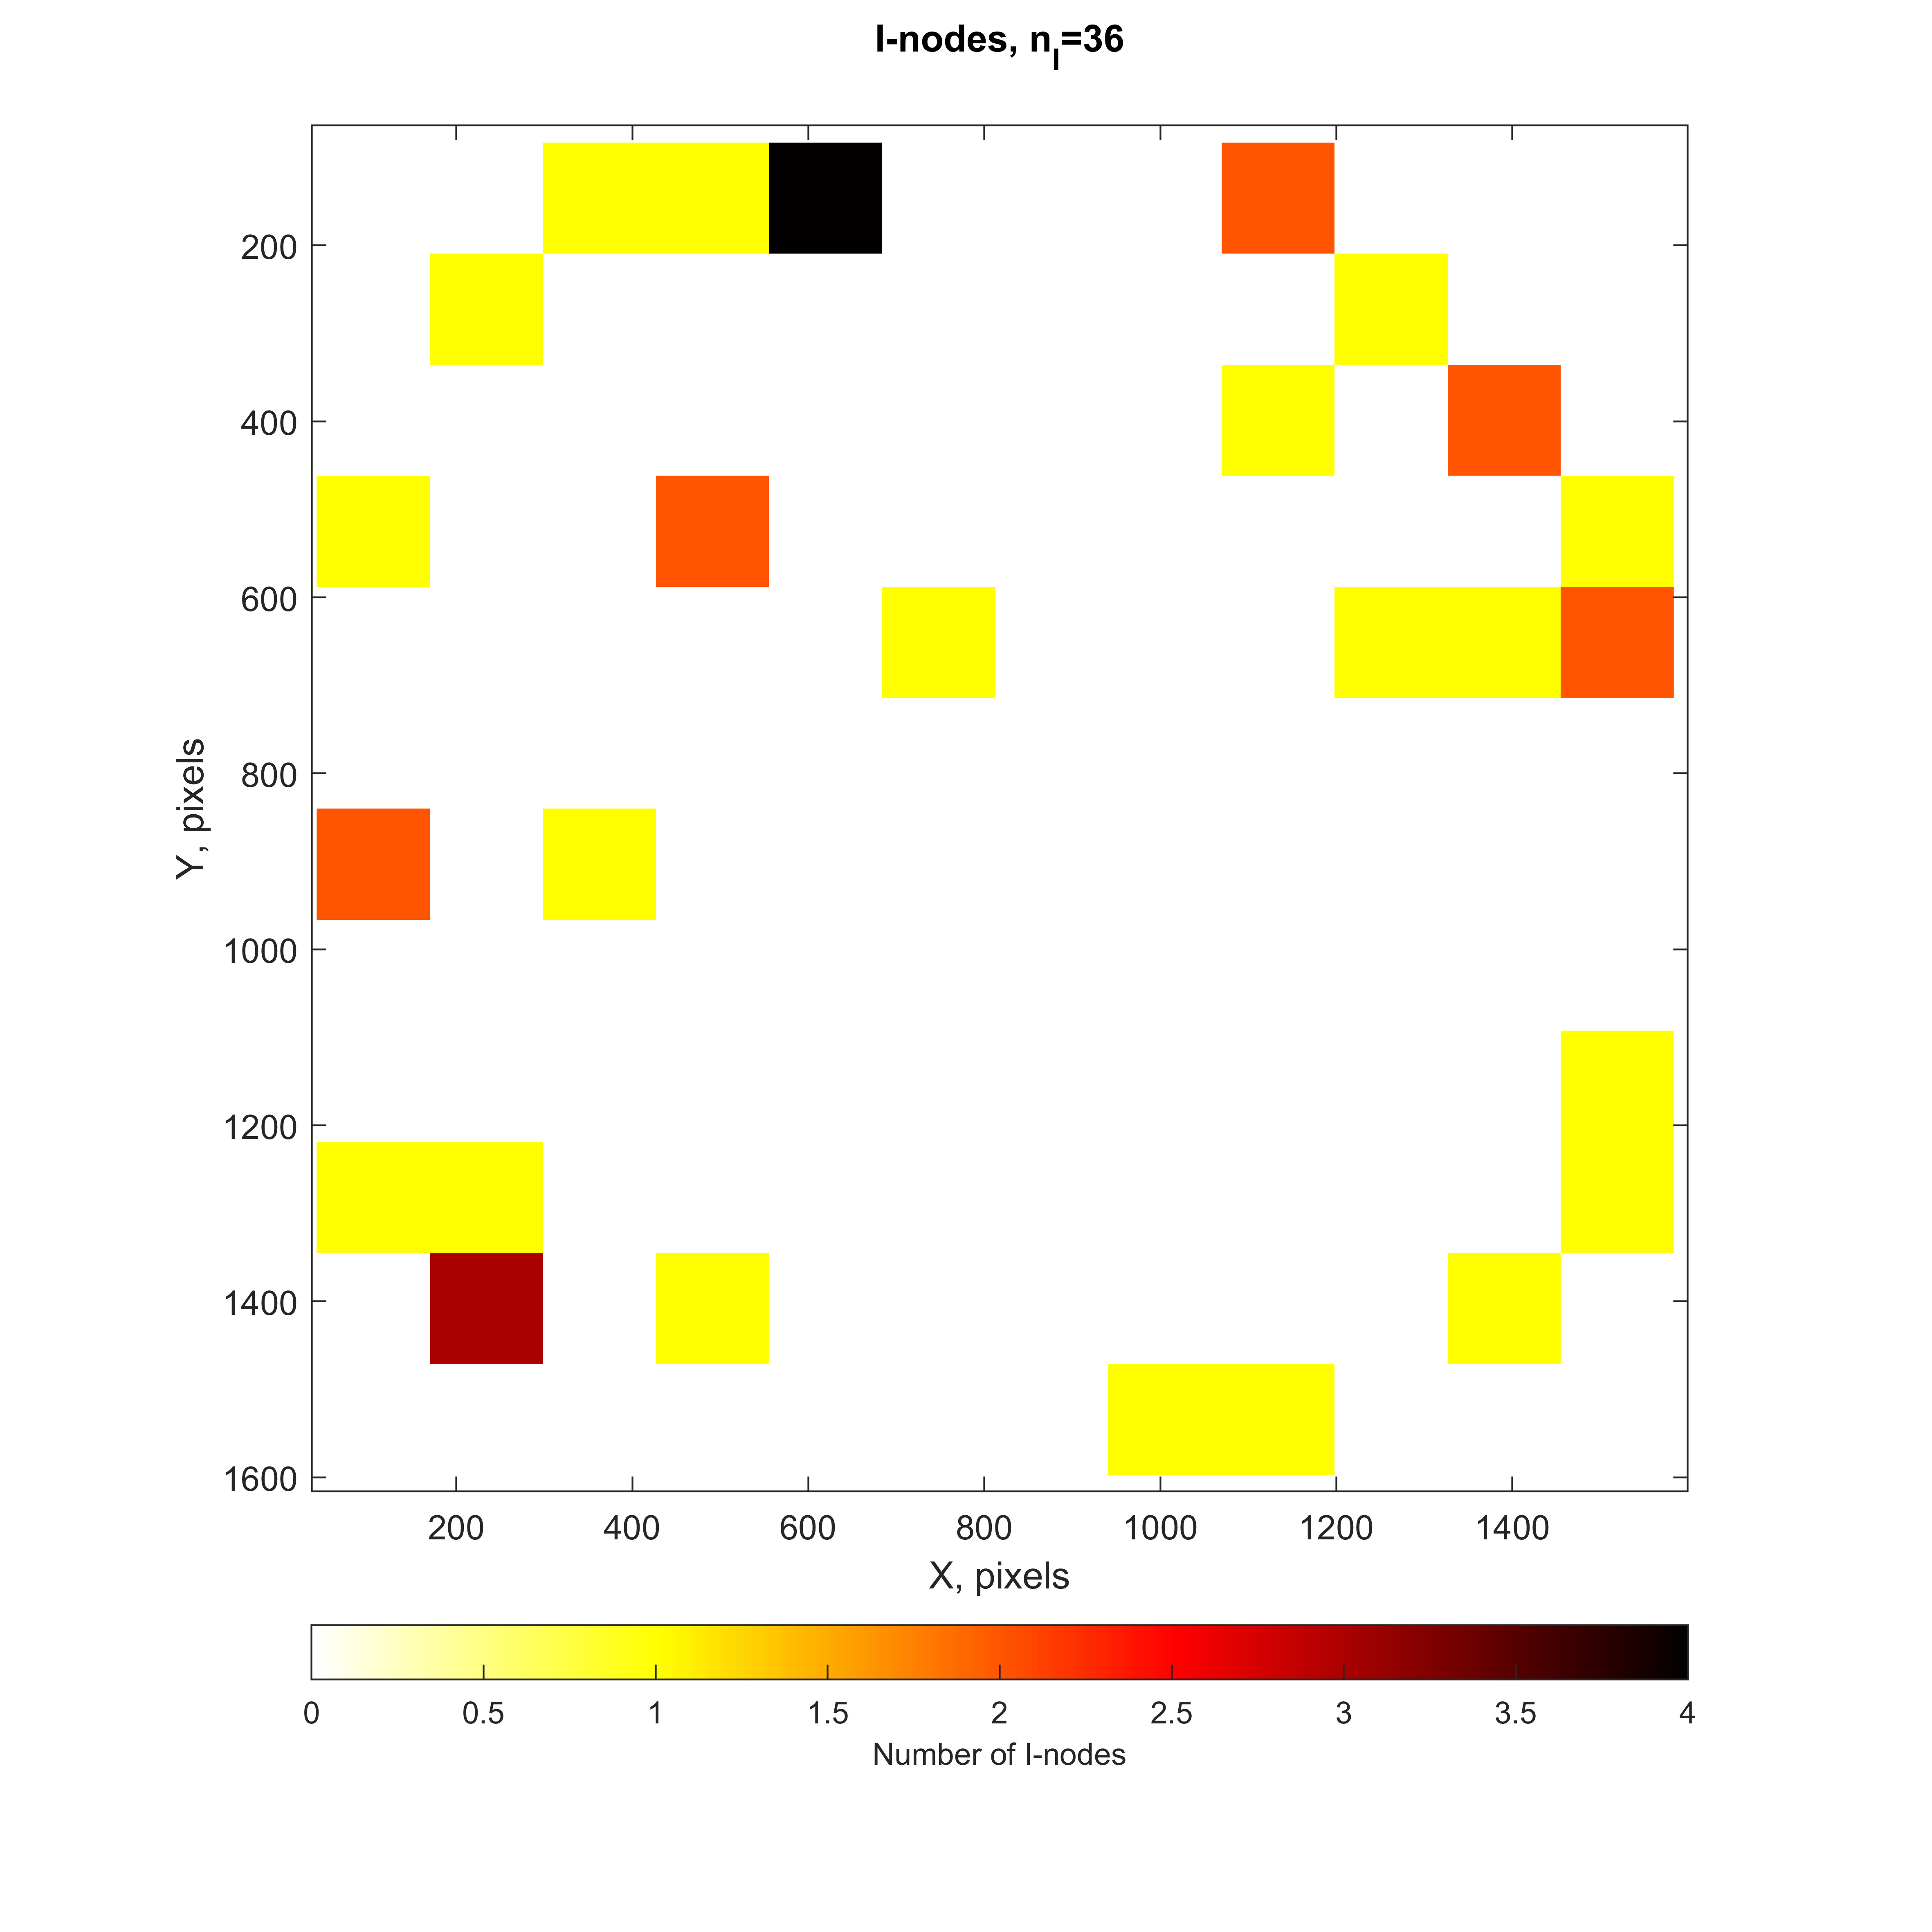 I-nodes, n_I=36
200
400
600
800
1000
1200
1400
1600
Y, pixels
200 400 600 800 1000 1200 1400
X, pixels
0 0.5 1 1.5 2 2.5 3 3.5 4
Number of I-nodes